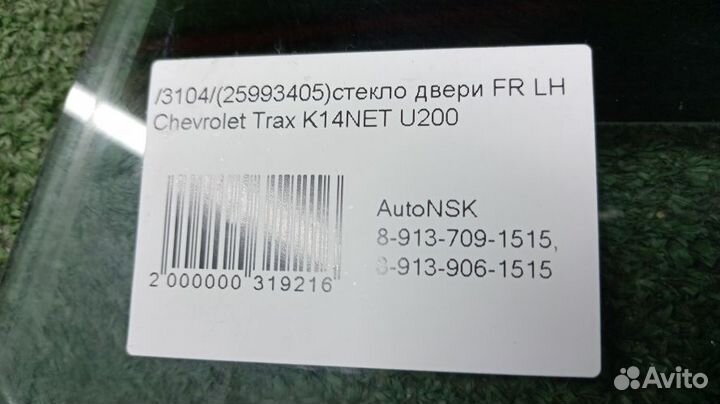 /3104/(25993405)стекло двери FR LH
Chevrolet Trax K14NET U200
AutoNSK
8-913-709-1515,
8-913-906-1515
2 000000 319216
Avito